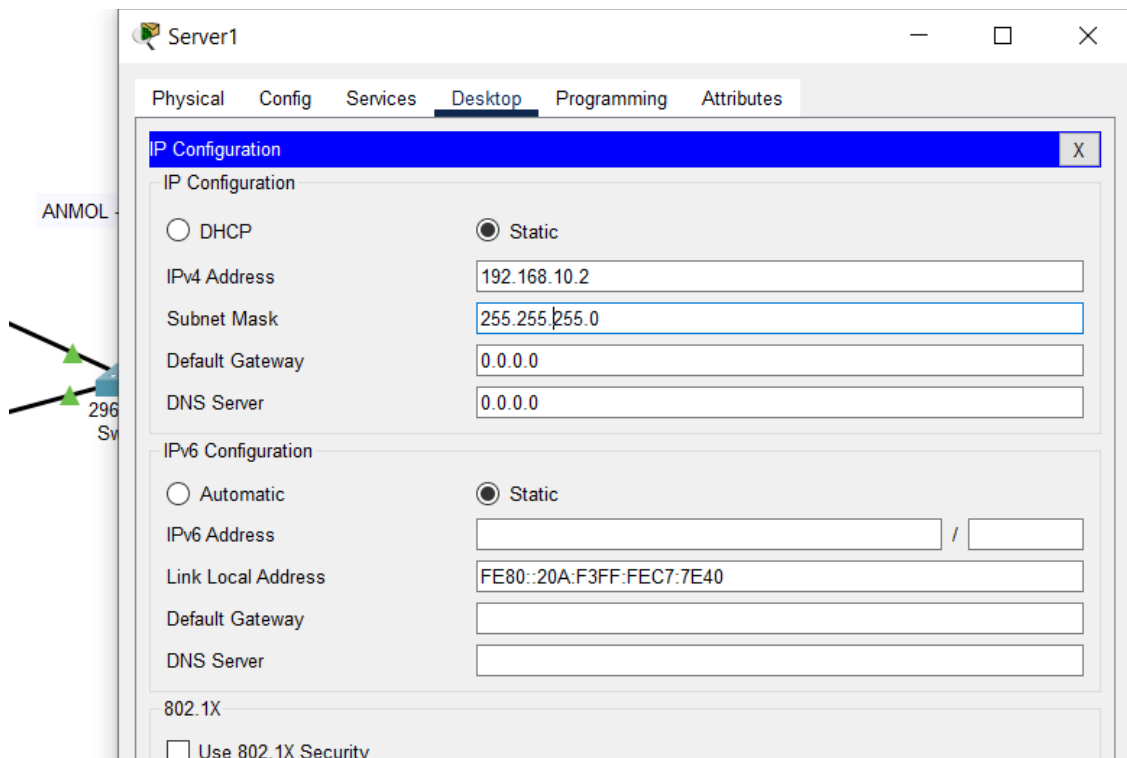 Server1
Physical Config Services Desktop Programming Attributes
IP Configuration X
IP Configuration
ANMOL -
DHCP Static
IPv4 Address 192.168.10.2
Subnet Mask 255.255.255.0
Default Gateway 0.0.0.0
DNS Server 0.0.0.0
296
Sw
IPv6 Configuration
Automatic Static
IPv6 Address /
Link Local Address FE80::20A:F3FF:FEC7:7E40
Default Gateway
DNS Server
802.1X
Use 802.1X Security